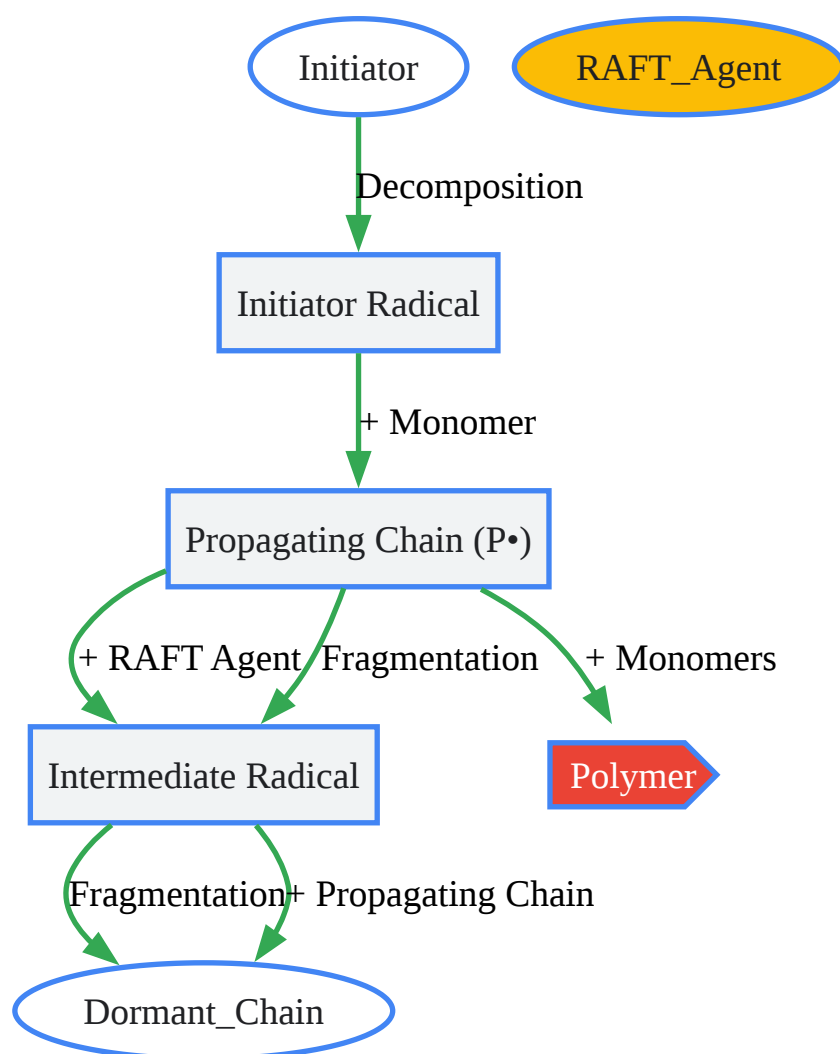 Initiator
RAFT_Agent
Decomposition
Initiator Radical
+ Monomer
Propagating Chain (P•)
+ RAFT Agent
Fragmentation
+ Monomers
Intermediate Radical
Polymer
Fragmentation
+ Propagating Chain
Dormant_Chain